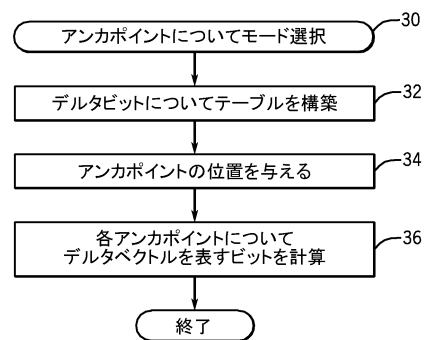 アンカポイントについてモード選択
30
デルタビットについてテーブルを構築
32
アンカポイントの位置を与える
34
各アンカポイントについて
デルタベクトルを表すビットを計算
36
終了